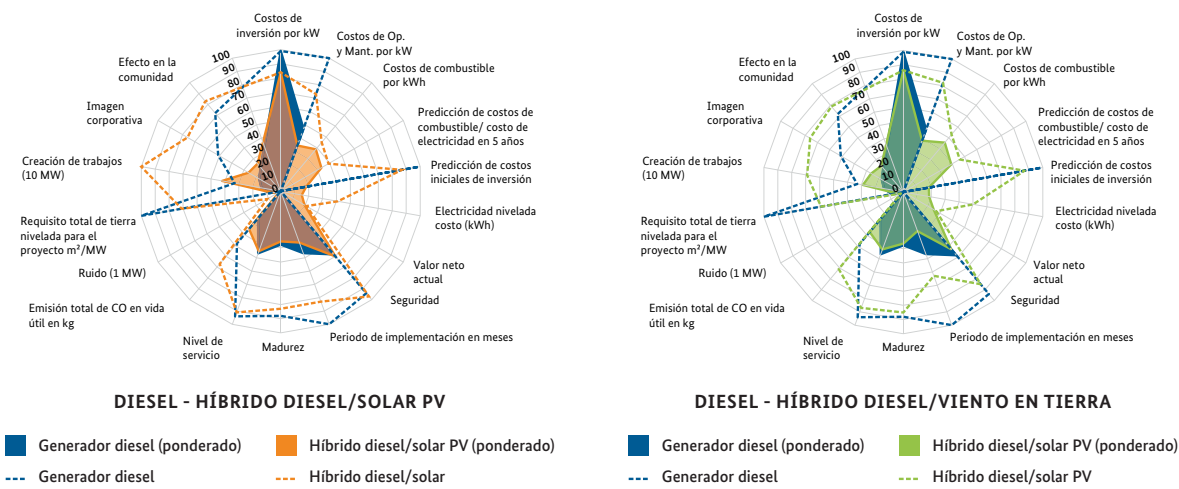 Costos de
inversión por kW
Costos de Op.
y Mant. por kW
Costos de combustible
por kWh
Predicción de costos de
combustible/ costo de
electricidad en 5 años
Predicción de costos
iniciales de inversión
Electricidad nivelada
costo (kWh)
Valor neto
actual
Seguridad
Periodo de implementación en meses
Madurez
Nivel de
servicio
Emisión total de CO en vida
útil en kg
Ruido (1 MW)
Requisito total de tierra
nivelada para el
proyecto m²/MW
Creación de trabajos
(10 MW)
Imagen
corporativa
Efecto en la
comunidad
100
90
80
70
60
50
40
30
20
10
0
DIESEL - HÍBRIDO DIESEL/SOLAR PV
Generador diesel (ponderado)
Híbrido diesel/solar PV (ponderado)
Generador diesel
Híbrido diesel/solar
Costos de
inversión por kW
Costos de Op.
y Mant. por kW
Costos de combustible
por kWh
Predicción de costos de
combustible/ costo de
electricidad en 5 años
Predicción de costos
iniciales de inversión
Electricidad nivelada
costo (kWh)
Valor neto
actual
Seguridad
Periodo de implementación en meses
Madurez
Nivel de
servicio
Emisión total de CO en vida
útil en kg
Ruido (1 MW)
Requisito total de tierra
nivelada para el
proyecto m²/MW
Creación de trabajos
(10 MW)
Imagen
corporativa
Efecto en la
comunidad
100
90
80
70
60
50
40
30
20
10
0
DIESEL - HÍBRIDO DIESEL/VIENTO EN TIERRA
Generador diesel (ponderado)
Híbrido diesel/solar PV (ponderado)
Generador diesel
Híbrido diesel/solar PV